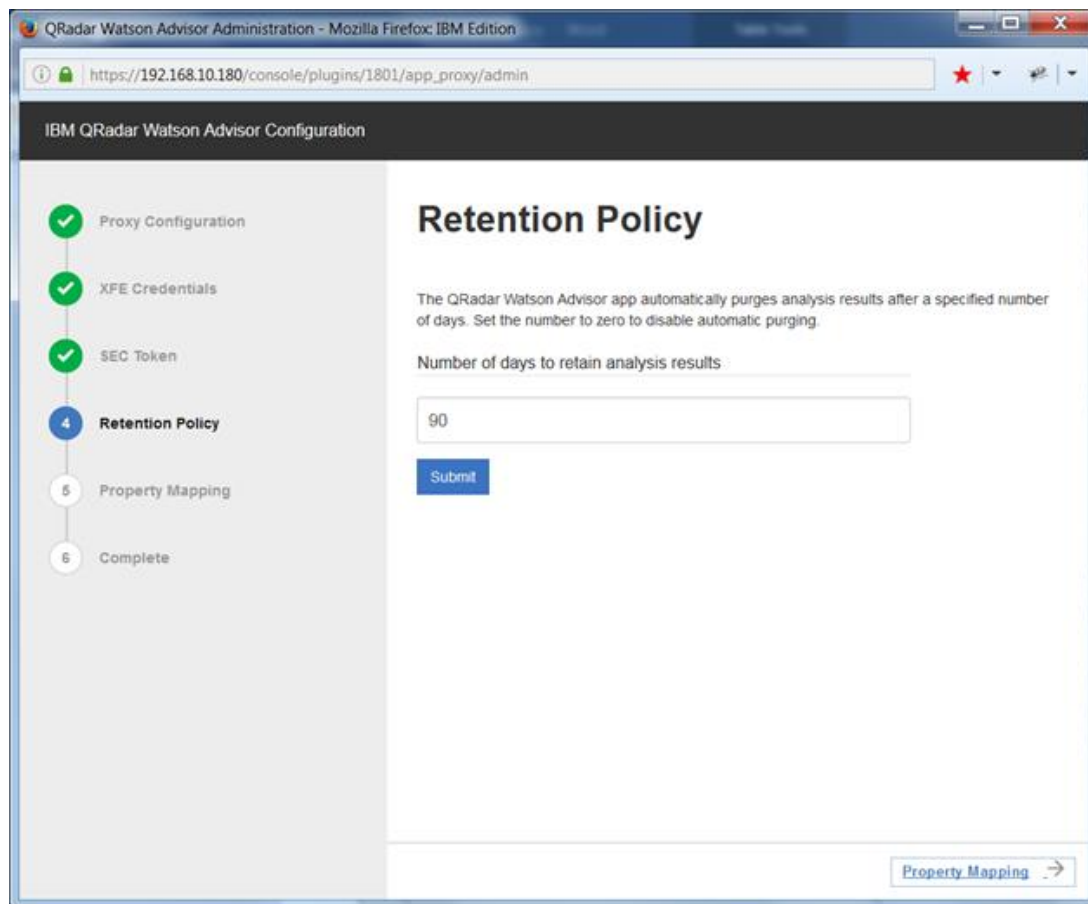 QRadar Watson Advisor Administration - Mozilla Firefox: IBM Edition
https://192.168.10.180/console/plugins/1801/app_proxy/admin
IBM QRadar Watson Advisor Configuration
Proxy Configuration
XFE Credentials
SEC Token
4 Retention Policy
5 Property Mapping
6 Complete
Retention Policy
The QRadar Watson Advisor app automatically purges analysis results after a specified number
of days. Set the number to zero to disable automatic purging.
Number of days to retain analysis results
90
Submit
Property Mapping